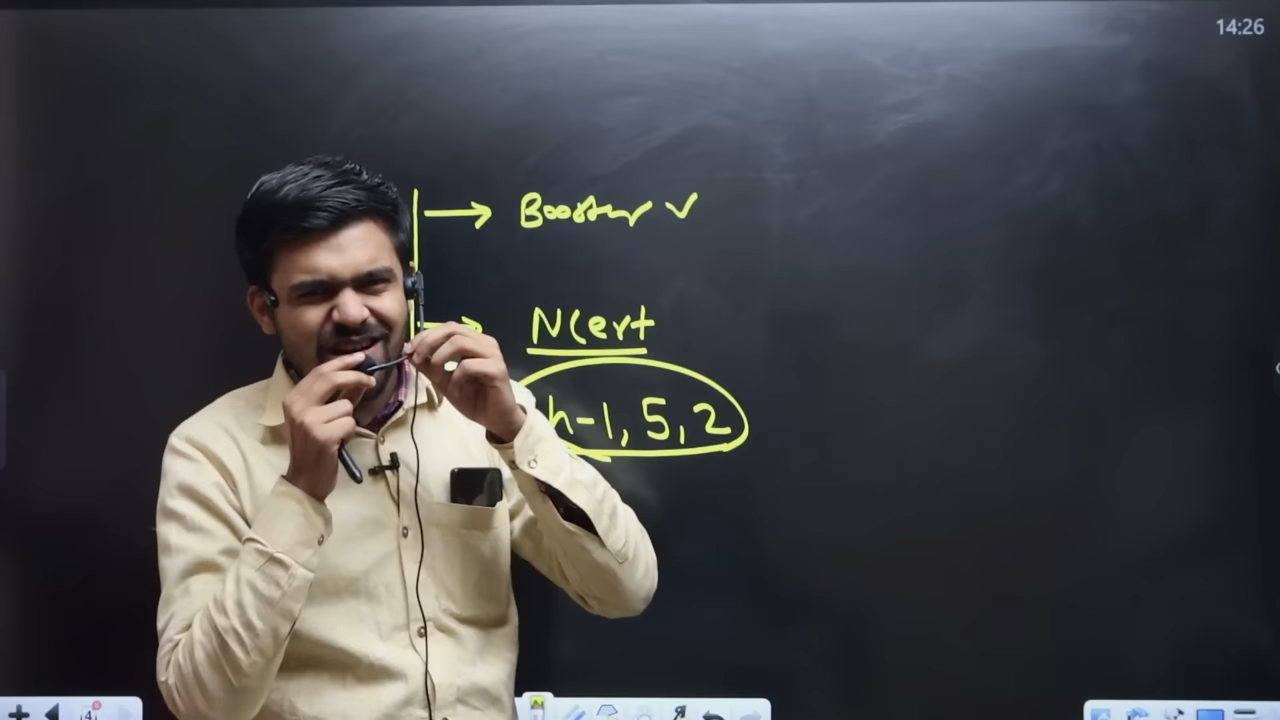 14:26
→ Booster ✓
→ NCert
h-1, 5, 2